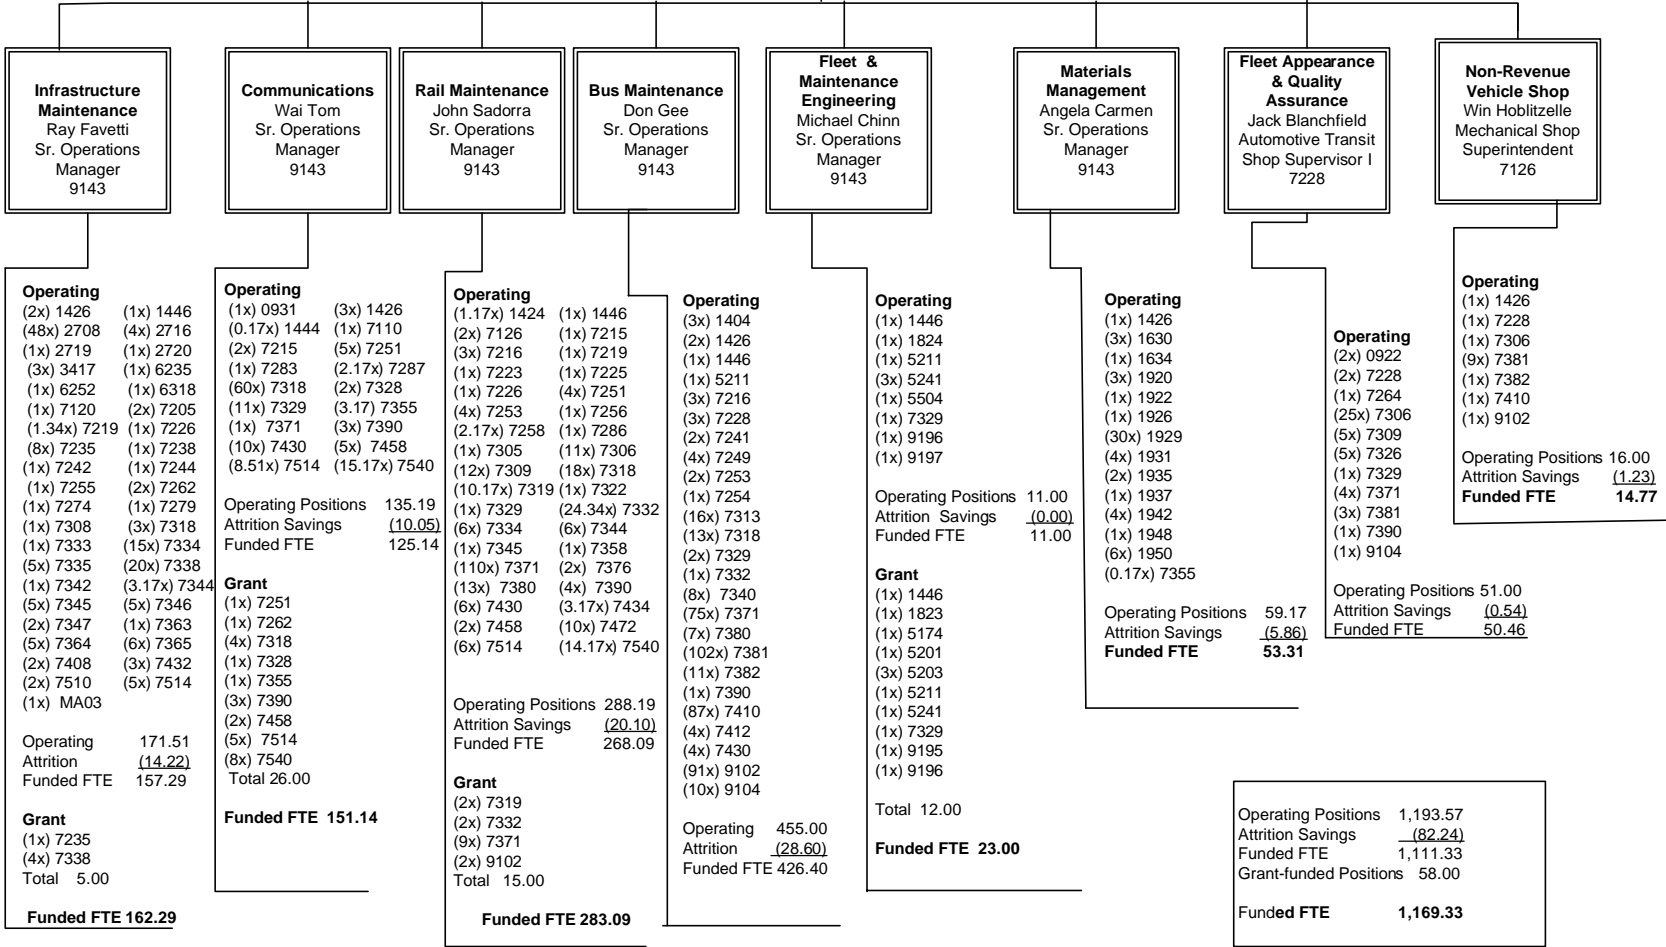 Infrastructure
Maintenance
Ray Favetti
Sr. Operations
Manager
9143
Communications
Wai Tom
Sr. Operations
Manager
9143
Rail Maintenance
John Sadorra
Sr. Operations
Manager
9143
Bus Maintenance
Don Gee
Sr. Operations
Manager
9143
Fleet &
Maintenance
Engineering
Michael Chinn
Sr. Operations
Manager
9143
Materials
Management
Angela Carmen
Sr. Operations
Manager
9143
Fleet Appearance
& Quality
Assurance
Jack Blanchfield
Automotive Transit
Shop Supervisor I
7228
Non-Revenue
Vehicle Shop
Win Hoblitzelle
Mechanical Shop
Superintendent
7126
Operating
(2x) 1426 (1x) 1446
(48x) 2708 (4x) 2716
(1x) 2719 (1x) 2720
(3x) 3417 (1x) 6235
(1x) 6252 (1x) 6318
(1x) 7120 (2x) 7205
(1.34x) 7219 (1x) 7226
(8x) 7235 (1x) 7238
(1x) 7242 (1x) 7244
(1x) 7255 (2x) 7262
(1x) 7274 (1x) 7279
(1x) 7308 (3x) 7318
(1x) 7333 (15x) 7334
(5x) 7335 (20x) 7338
(1x) 7342 (3.17x) 7344
(5x) 7345 (5x) 7346
(2x) 7347 (1x) 7363
(5x) 7364 (6x) 7365
(2x) 7408 (3x) 7432
(2x) 7510 (5x) 7514
(1x) MA03
Operating 171.51
Attrition (14.22)
Funded FTE 157.29
Grant
(1x) 7235
(4x) 7338
Total 5.00
Funded FTE 162.29
Operating
(1x) 0931 (3x) 1426
(0.17x) 1444 (1x) 7110
(2x) 7215 (5x) 7251
(1x) 7283 (2.17x) 7287
(60x) 7318 (2x) 7328
(11x) 7329 (3.17) 7355
(1x) 7371 (3x) 7390
(10x) 7430 (5x) 7458
(8.51x) 7514 (15.17x) 7540
Operating Positions 135.19
Attrition Savings (10.05)
Funded FTE 125.14
Grant
(1x) 7251
(1x) 7262
(4x) 7318
(1x) 7328
(1x) 7355
(3x) 7390
(2x) 7458
(5x) 7514
(8x) 7540
Total 26.00
Funded FTE 151.14
Operating
(1.17x) 1424 (1x) 1446
(2x) 7126 (1x) 7215
(3x) 7216 (1x) 7219
(1x) 7223 (1x) 7225
(1x) 7226 (4x) 7251
(4x) 7253 (1x) 7256
(2.17x) 7258 (1x) 7286
(1x) 7305 (11x) 7306
(12x) 7309 (18x) 7318
(10.17x) 7319 (1x) 7322
(1x) 7329 (24.34x) 7332
(6x) 7334 (6x) 7344
(1x) 7345 (1x) 7358
(110x) 7371 (2x) 7376
(13x) 7380 (4x) 7390
(6x) 7430 (3.17x) 7434
(2x) 7458 (10x) 7472
(6x) 7514 (14.17x) 7540
Operating Positions 288.19
Attrition Savings (20.10)
Funded FTE 268.09
Grant
(2x) 7319
(2x) 7332
(9x) 7371
(2x) 9102
Total 15.00
Funded FTE 283.09
Operating
(3x) 1404
(2x) 1426
(1x) 1446
(1x) 5211
(3x) 7216
(3x) 7228
(2x) 7241
(4x) 7249
(2x) 7253
(1x) 7254
(16x) 7313
(13x) 7318
(2x) 7329
(1x) 7332
(8x) 7340
(75x) 7371
(7x) 7380
(102x) 7381
(11x) 7382
(1x) 7390
(87x) 7410
(4x) 7412
(4x) 7430
(91x) 9102
(10x) 9104
Operating 455.00
Attrition (28.60)
Funded FTE 426.40
Operating
(1x) 1446
(1x) 1824
(1x) 5211
(3x) 5241
(1x) 5504
(1x) 7329
(1x) 9196
(1x) 9197
Operating Positions 11.00
Attrition Savings (0.00)
Funded FTE 11.00
Grant
(1x) 1446
(1x) 1823
(1x) 5174
(1x) 5201
(3x) 5203
(1x) 5211
(1x) 5241
(1x) 7329
(1x) 9195
(1x) 9196
Total 12.00
Funded FTE 23.00
Operating
(1x) 1426
(3x) 1630
(1x) 1634
(3x) 1920
(1x) 1922
(1x) 1926
(30x) 1929
(4x) 1931
(2x) 1935
(1x) 1937
(4x) 1942
(1x) 1948
(6x) 1950
(0.17x) 7355
Operating Positions 59.17
Attrition Savings (5.86)
Funded FTE 53.31
Operating
(2x) 0922
(2x) 7228
(1x) 7264
(25x) 7306
(5x) 7309
(5x) 7326
(1x) 7329
(4x) 7371
(3x) 7381
(1x) 7390
(1x) 9104
Operating Positions 51.00
Attrition Savings (0.54)
Funded FTE 50.46
Operating
(1x) 1426
(1x) 7228
(1x) 7306
(9x) 7381
(1x) 7382
(1x) 7410
(1x) 9102
Operating Positions 16.00
Attrition Savings (1.23)
Funded FTE 14.77
Operating Positions 1,193.57
Attrition Savings (82.24)
Funded FTE 1,111.33
Grant-funded Positions 58.00
Funded FTE 1,169.33